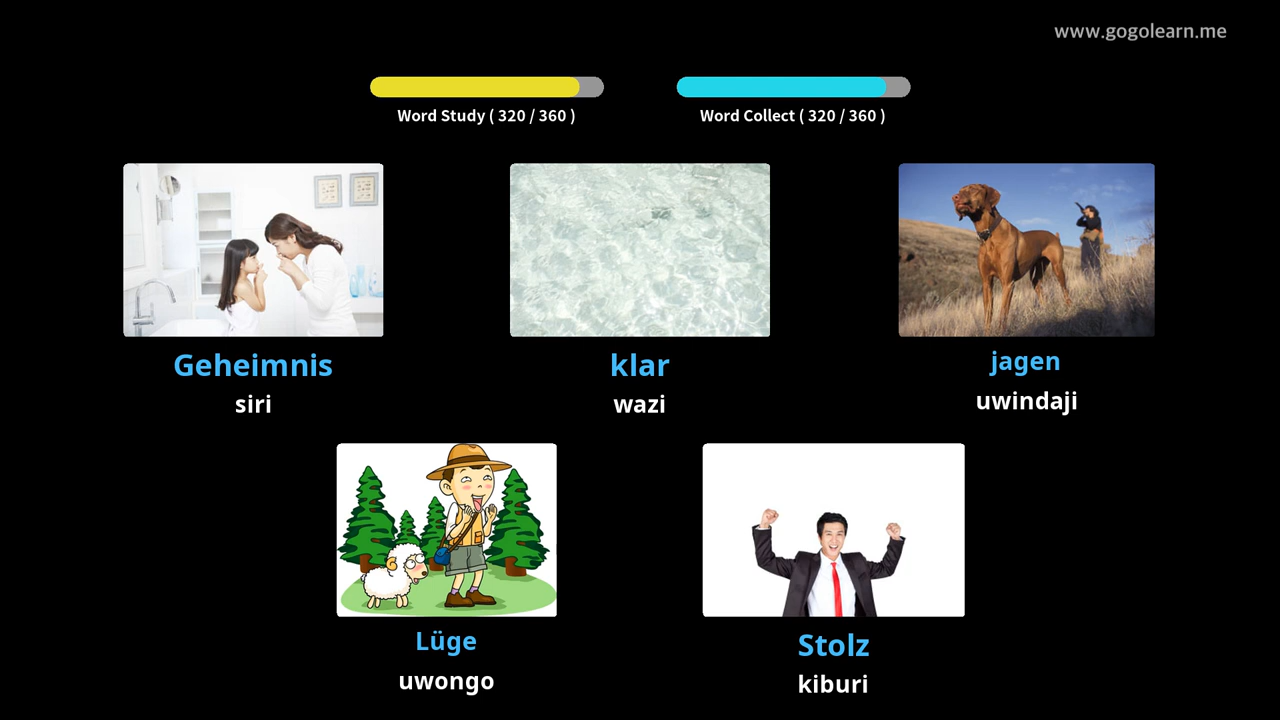 www.gogolearn.me
Word Study ( 320 / 360 )
Word Collect ( 320 / 360 )
Geheimnis
siri
klar
wazi
jagen
uwindaji
Lüge
uwongo
Stolz
kiburi